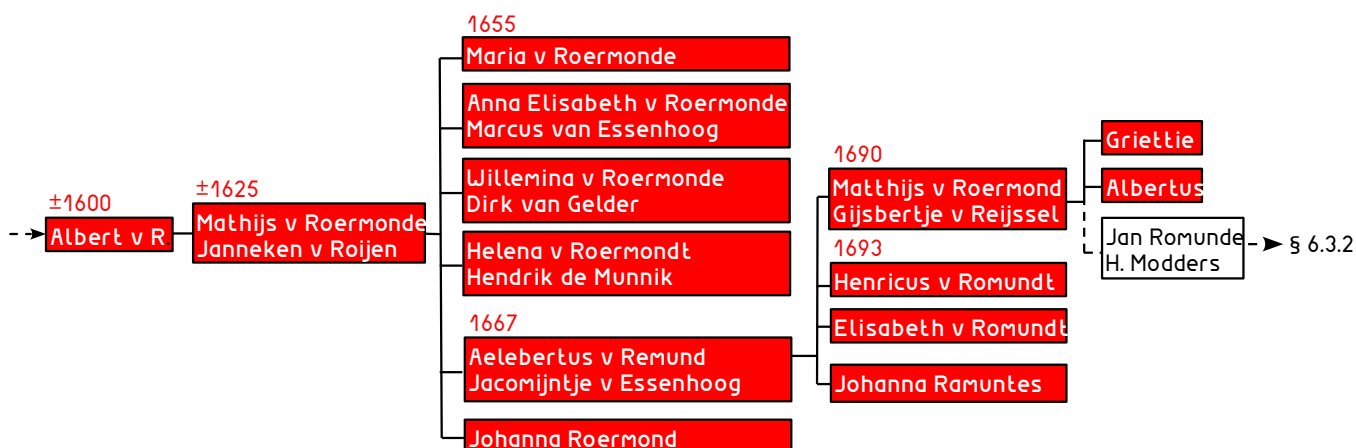 ±1600
Albert v R.
±1625
Mathijs v Roermonde
Janneken v Roijen
1655
Maria v Roermonde
Anna Elisabeth v Roermonde
Marcus van Essenhoog
Willemina v Roermonde
Dirk van Gelder
Helena v Roermondt
Hendrik de Munnik
1667
Aelebertus v Remund
Jacomijntje v Essenhoog
Johanna Roermond
1690
Matthijs v Roermond
Gijsbertje v Reijssel
1693
Henricus v Romundt
Elisabeth v Romundt
Johanna Ramuntes
Griettie
Albertus
Jan Romunde
H. Modders
§ 6.3.2